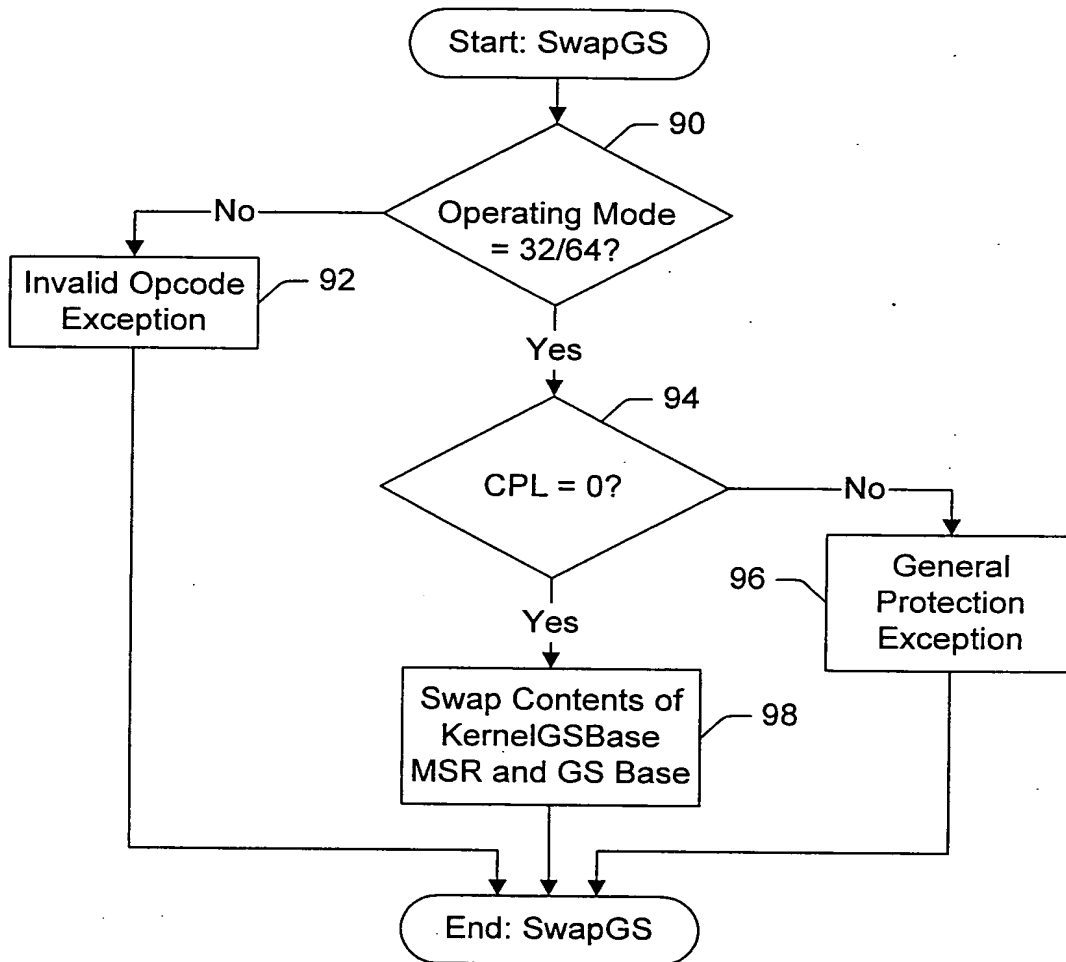 Start: SwapGS
90
Operating Mode
= 32/64?
No
Invalid Opcode
Exception
92
Yes
94
CPL = 0?
No
General
Protection
Exception
96
Yes
Swap Contents of
KernelGSBase
MSR and GS Base
98
End: SwapGS